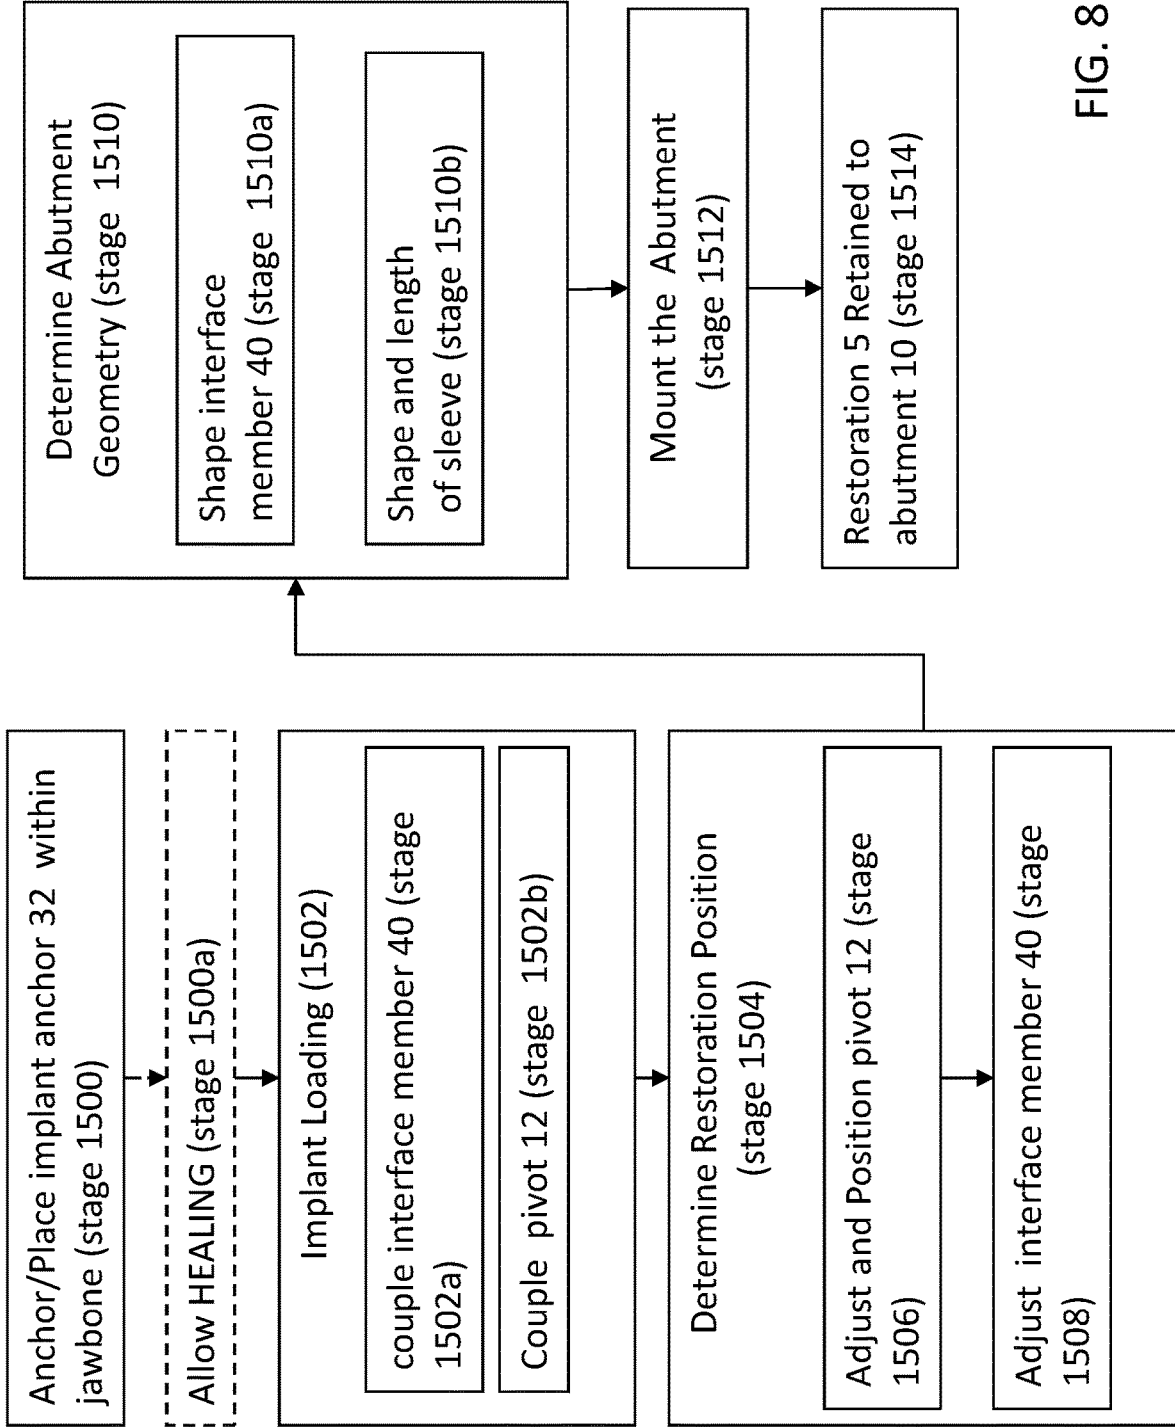 Anchor/Place implant anchor 32 within
jawbone (stage 1500)
Allow HEALING (stage 1500a)
Implant Loading (1502)
couple interface member 40 (stage
1502a)
Couple pivot 12 (stage 1502b)
Determine Restoration Position
(stage 1504)
Adjust and Position pivot 12 (stage
1506)
Adjust interface member 40 (stage
1508)
Determine Abutment
Geometry (stage 1510)
Shape interface
member 40 (stage 1510a)
Shape and length
of sleeve (stage 1510b)
Mount the Abutment
(stage 1512)
Restoration 5 Retained to
abutment 10 (stage 1514)
FIG. 8